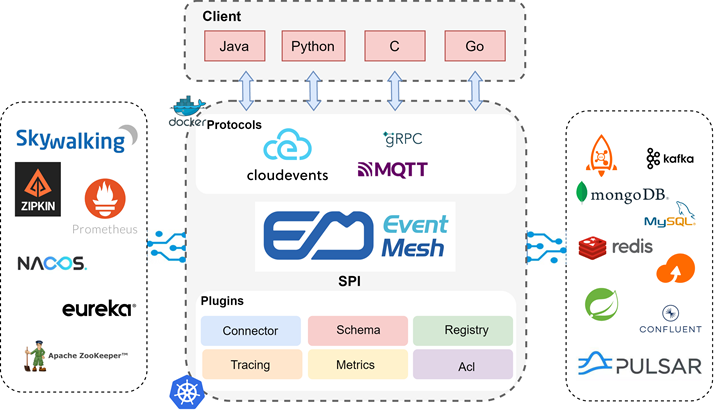 Client
Java
Python
C
Go
docker
Protocols
cloudevents
gRPC
MQTT
Skywalking
ZIPKIN
Prometheus
NACOS.
eureka
Apache ZooKeeper™
EM
Event
Mesh
SPI
Plugins
Connector
Schema
Registry
Tracing
Metrics
Acl
kafka
mongoDB
MySQL
redis
CONFLUENT
PULSAR